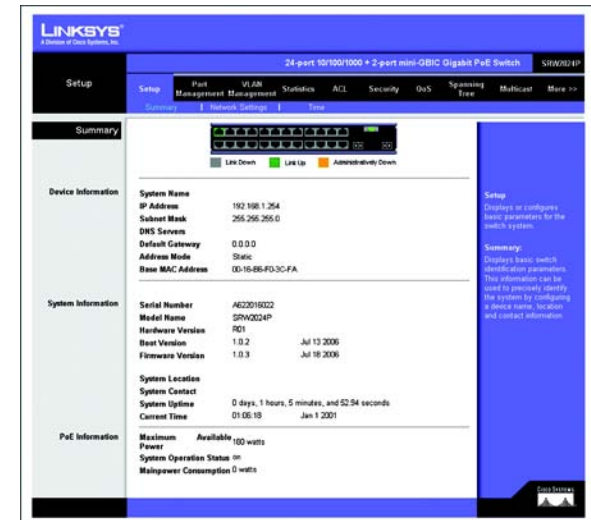 LINKSYS®
A Division of Cisco Systems, Inc.
24-port 10/100/1000 + 2-port mini-GBIC Gigabit PoE Switch SRW2024P
Setup
Setup Port Management VLAN Management Statistics ACL Security QoS Spanning Tree Multicast More >>
Summary | Network Settings | Time
Summary
Link Down Link Up Administratively Down
Device Information
System Name
IP Address 192.168.1.254
Subnet Mask 255.255.255.0
DNS Servers
Default Gateway 0.0.0.0
Address Mode Static
Base MAC Address 00-16-B6-F0-3C-FA
System Information
Serial Number A622016022
Model Name SRW2024P
Hardware Version R01
Boot Version 1.0.2 Jul 13 2006
Firmware Version 1.0.3 Jul 18 2006
System Location
System Contact
System Uptime 0 days, 1 hours, 5 minutes, and 52.94 seconds
Current Time 01:06:18 Jan 1 2001
PoE Information
Maximum Available Power 180 watts
System Operation Status on
Mainpower Consumption 0 watts
Setup
Displays or configures
basic parameters for the
switch system.
Summary:
Displays basic switch
identification parameters.
This information can be
used to precisely identify
the system by configuring
a device name, location
and contact information
CISCO SYSTEMS